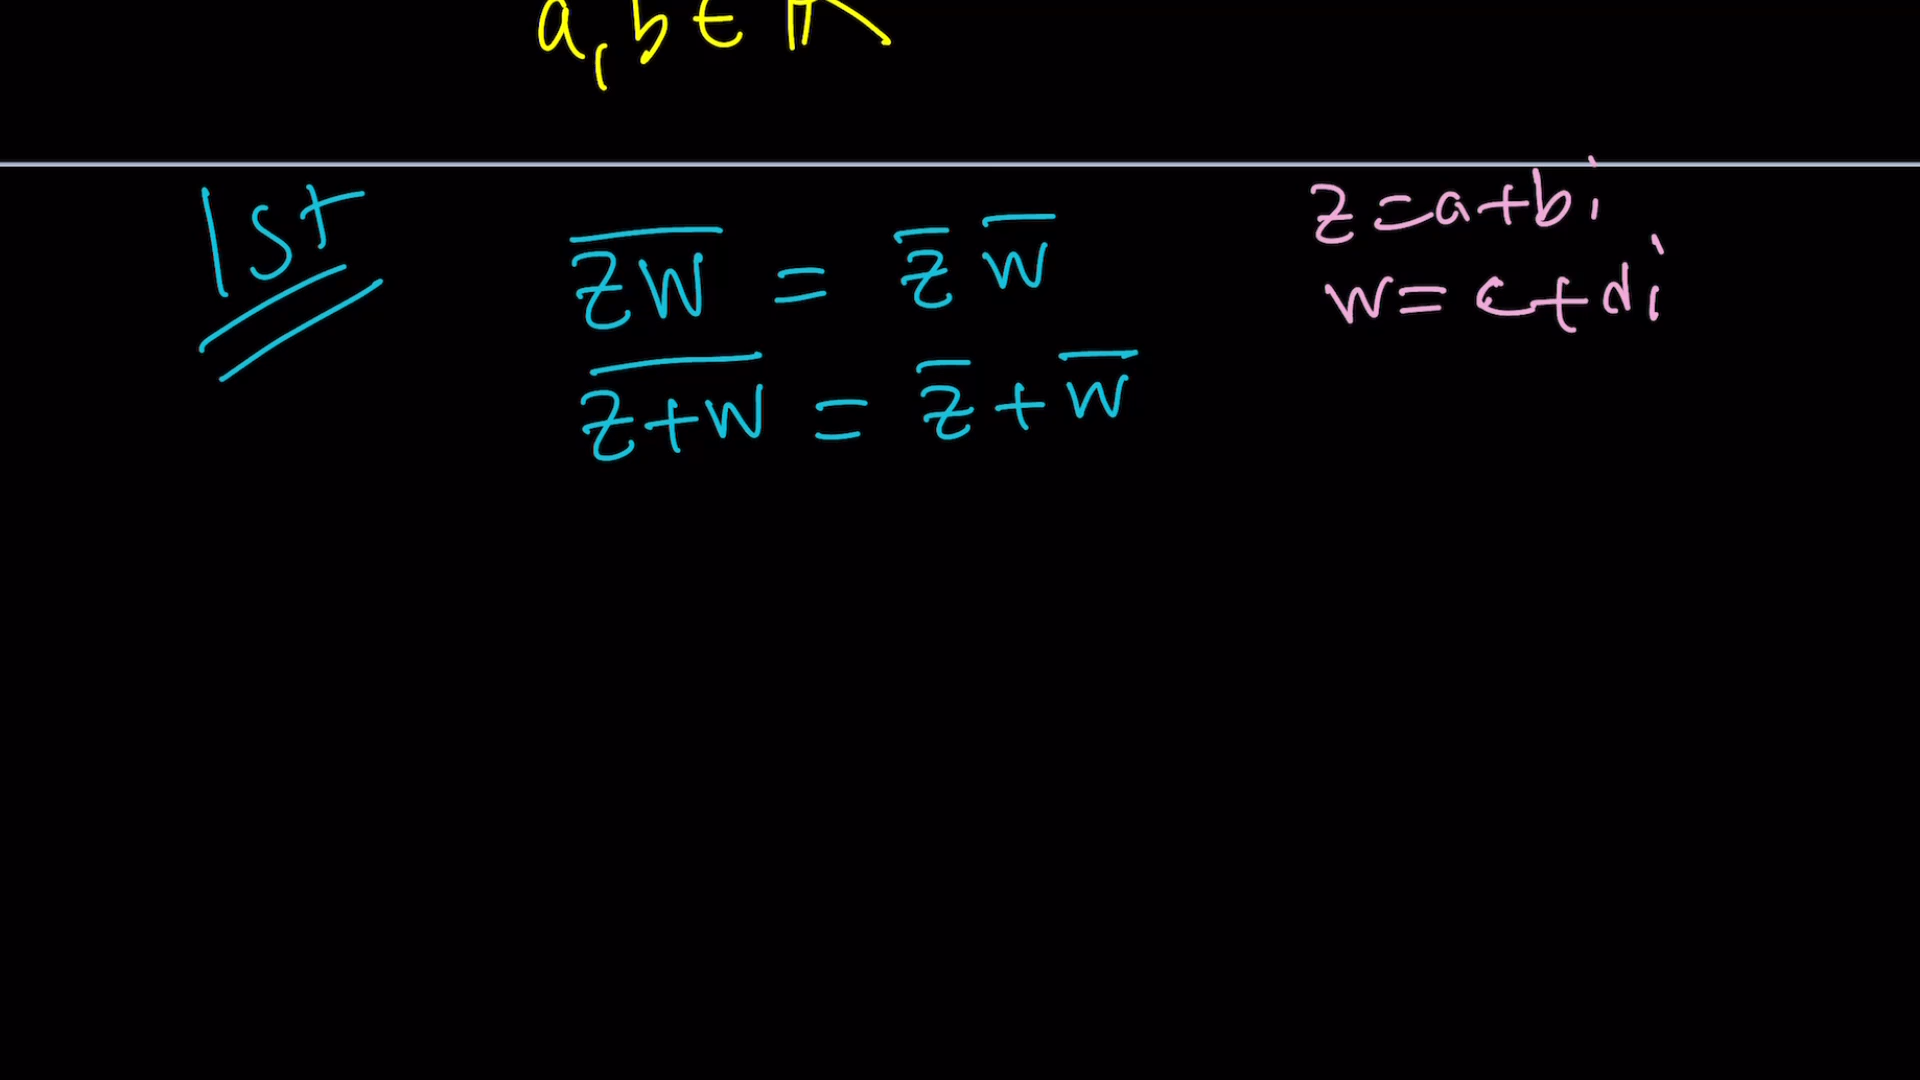 a, b ∈ ℝ
1st
z̅w̅ = z̅ w̅
z̅+̅w̅ = z̅ + w̅
z = a + bi
w = c + di